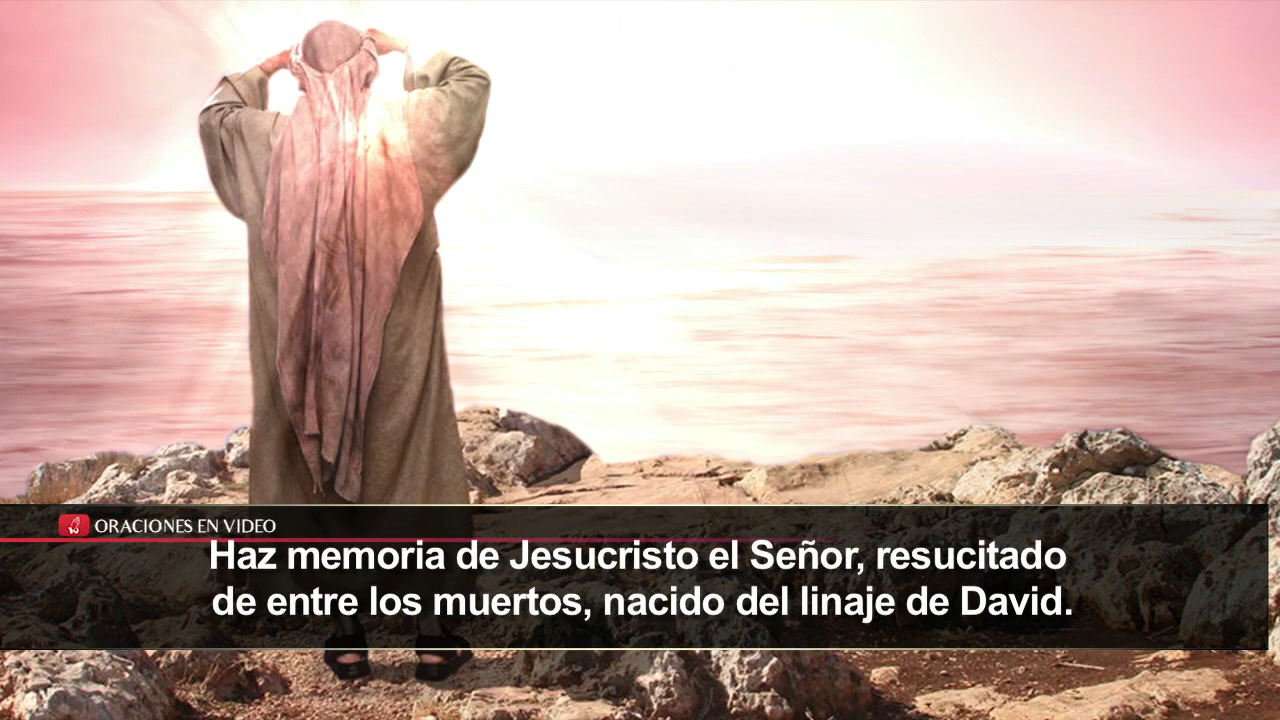 ORACIONES EN VIDEO
Haz memoria de Jesucristo el Señor, resucitado
de entre los muertos, nacido del linaje de David.